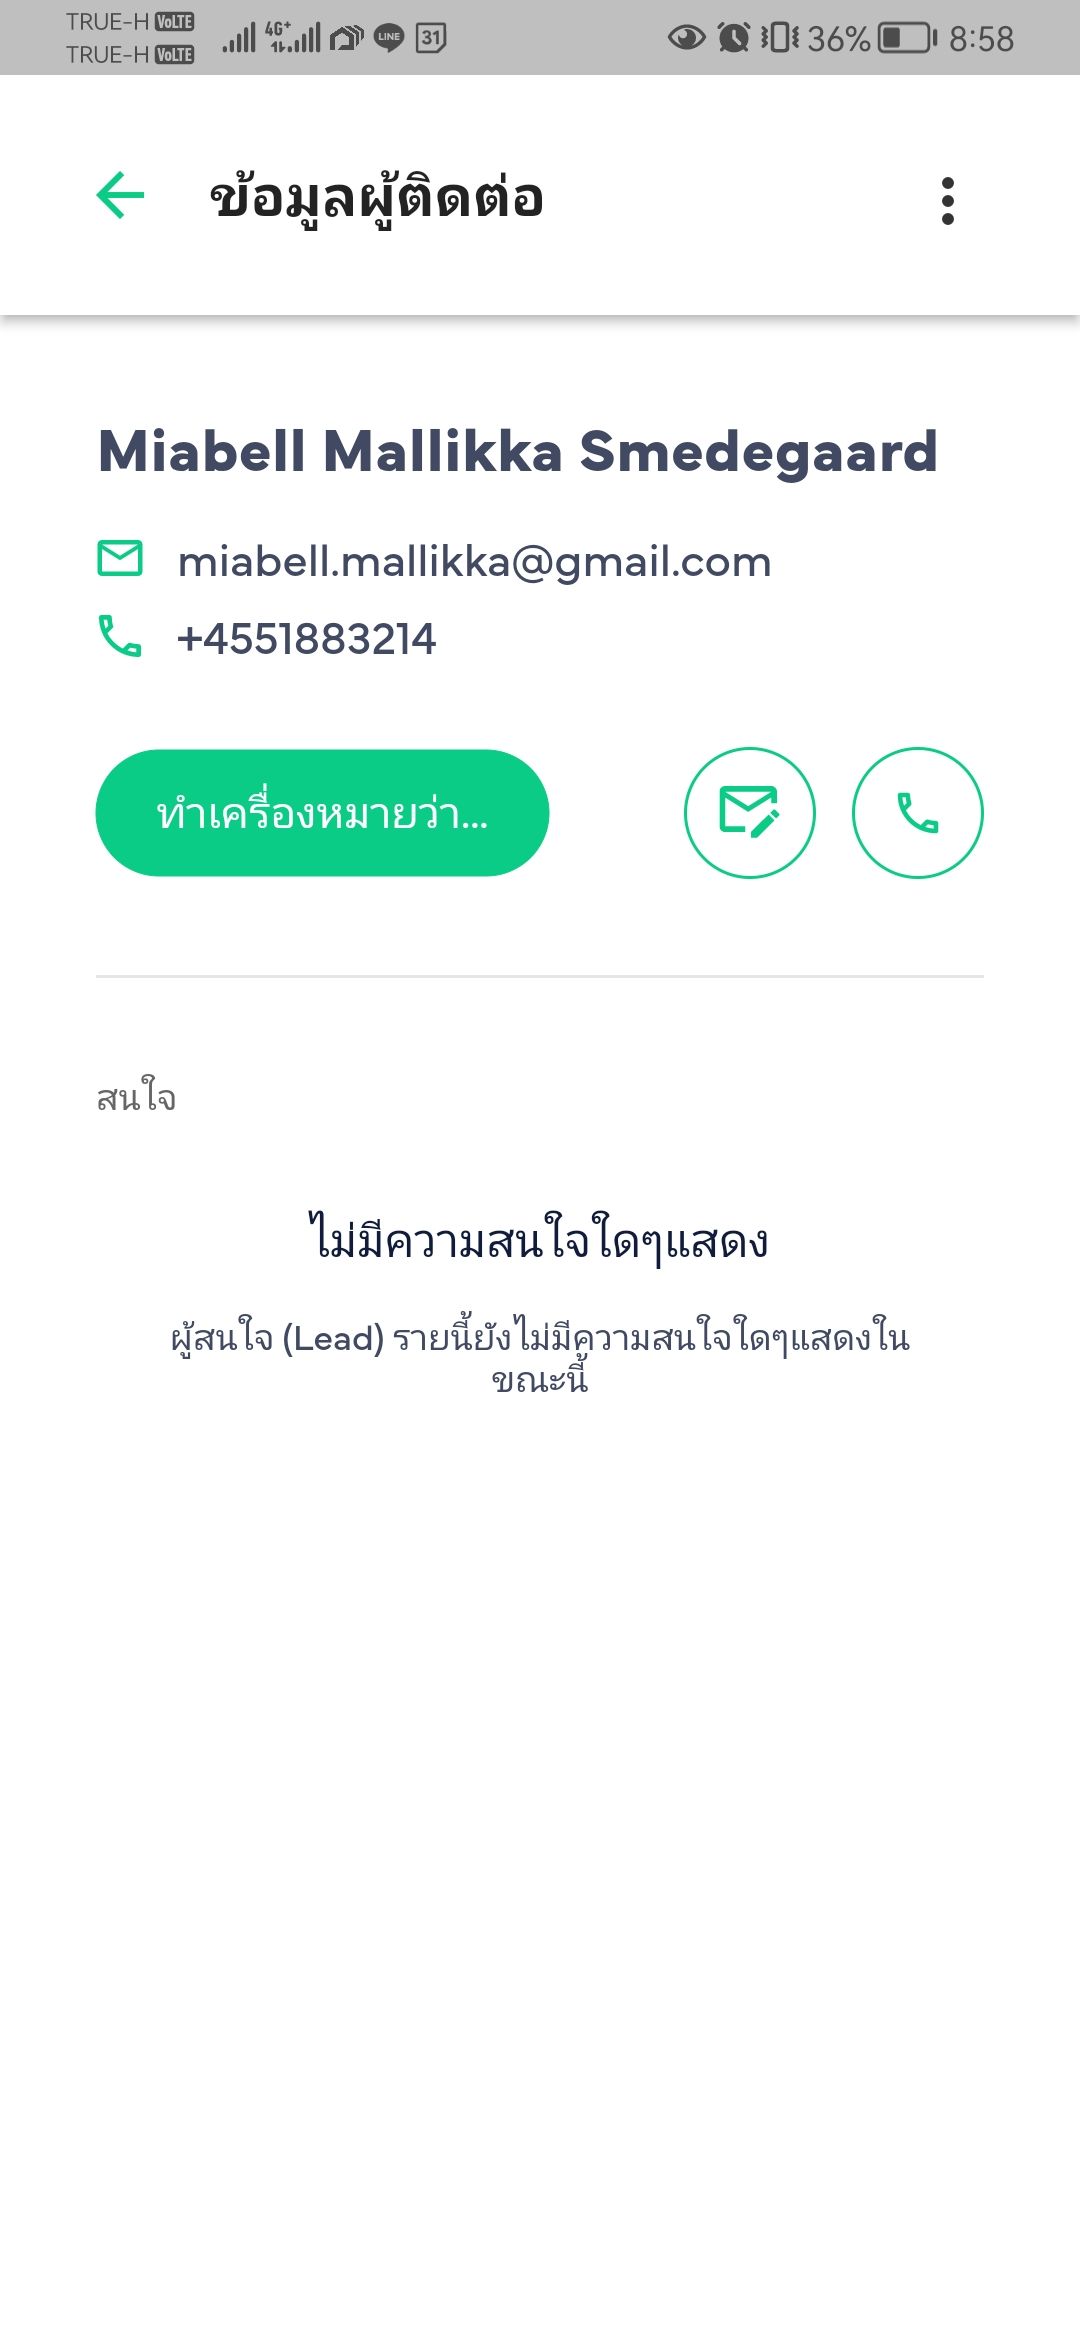 TRUE-H VoLTE 4G+ LINE 31 36% 8:58
TRUE-H VoLTE
ข้อมูลผู้ติดต่อ
Miabell Mallikka Smedegaard
miabell.mallikka@gmail.com
+4551883214
ทำเครื่องหมายว่า...
สนใจ
ไม่มีความสนใจใดๆแสดง
ผู้สนใจ (Lead) รายนี้ยังไม่มีความสนใจใดๆแสดงใน
ขณะนี้